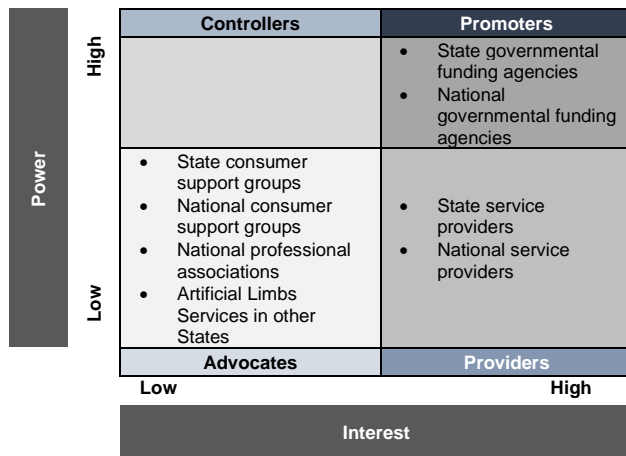 Controllers
Promoters
Power
High
Low
• State governmental
funding agencies
• National
governmental funding
agencies
• State consumer
support groups
• National consumer
support groups
• National professional
associations
• Artificial Limbs
Services in other
States
• State service
providers
• National service
providers
Advocates
Providers
Low
High
Interest